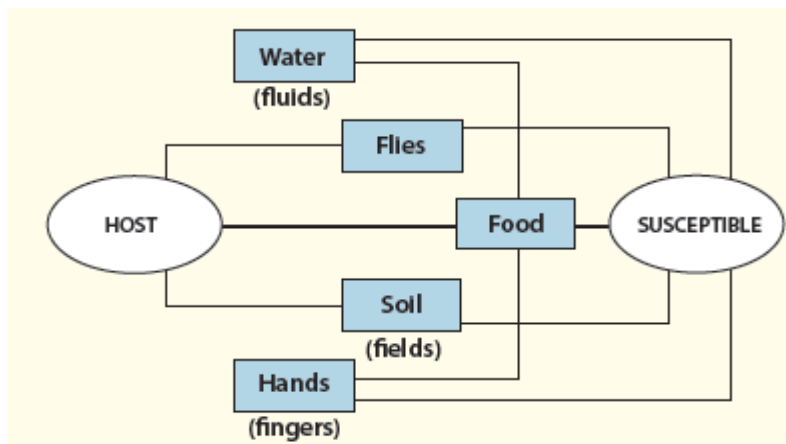 Water
(fluids)
Flies
HOST
Food
SUSCEPTIBLE
Soil
(fields)
Hands
(fingers)